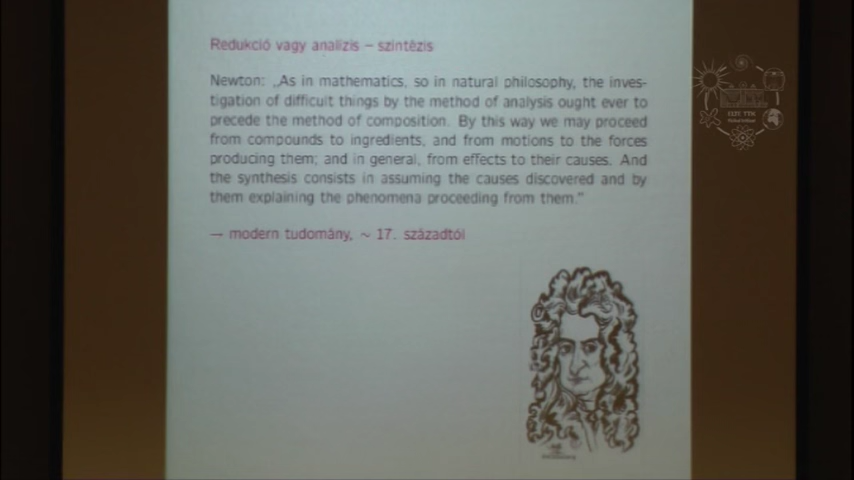 Redukció vagy analízis – szintézis
Newton: „As in mathematics, so in natural philosophy, the inves-
tigation of difficult things by the method of analysis ought ever to
precede the method of composition. By this way we may proceed
from compounds to ingredients, and from motions to the forces
producing them; and in general, from effects to their causes. And
the synthesis consists in assuming the causes discovered and by
them explaining the phenomena proceeding from them."
→ modern tudomány, ~ 17. századtól
ELTE TTK